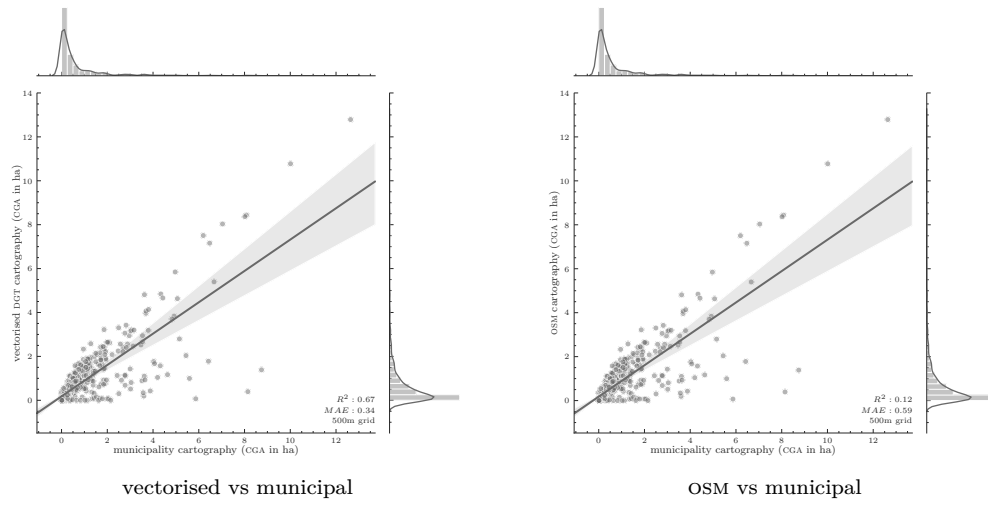 14
12
10
8
6
4
2
0
vectorised DGT cartography (CGA in ha)
R² : 0.67
MAE : 0.34
500m grid
0 2 4 6 8 10 12
municipality cartography (CGA in ha)
vectorised vs municipal
14
12
10
8
6
4
2
0
OSM cartography (CGA in ha)
R² : 0.12
MAE : 0.59
500m grid
0 2 4 6 8 10 12
municipality cartography (CGA in ha)
OSM vs municipal